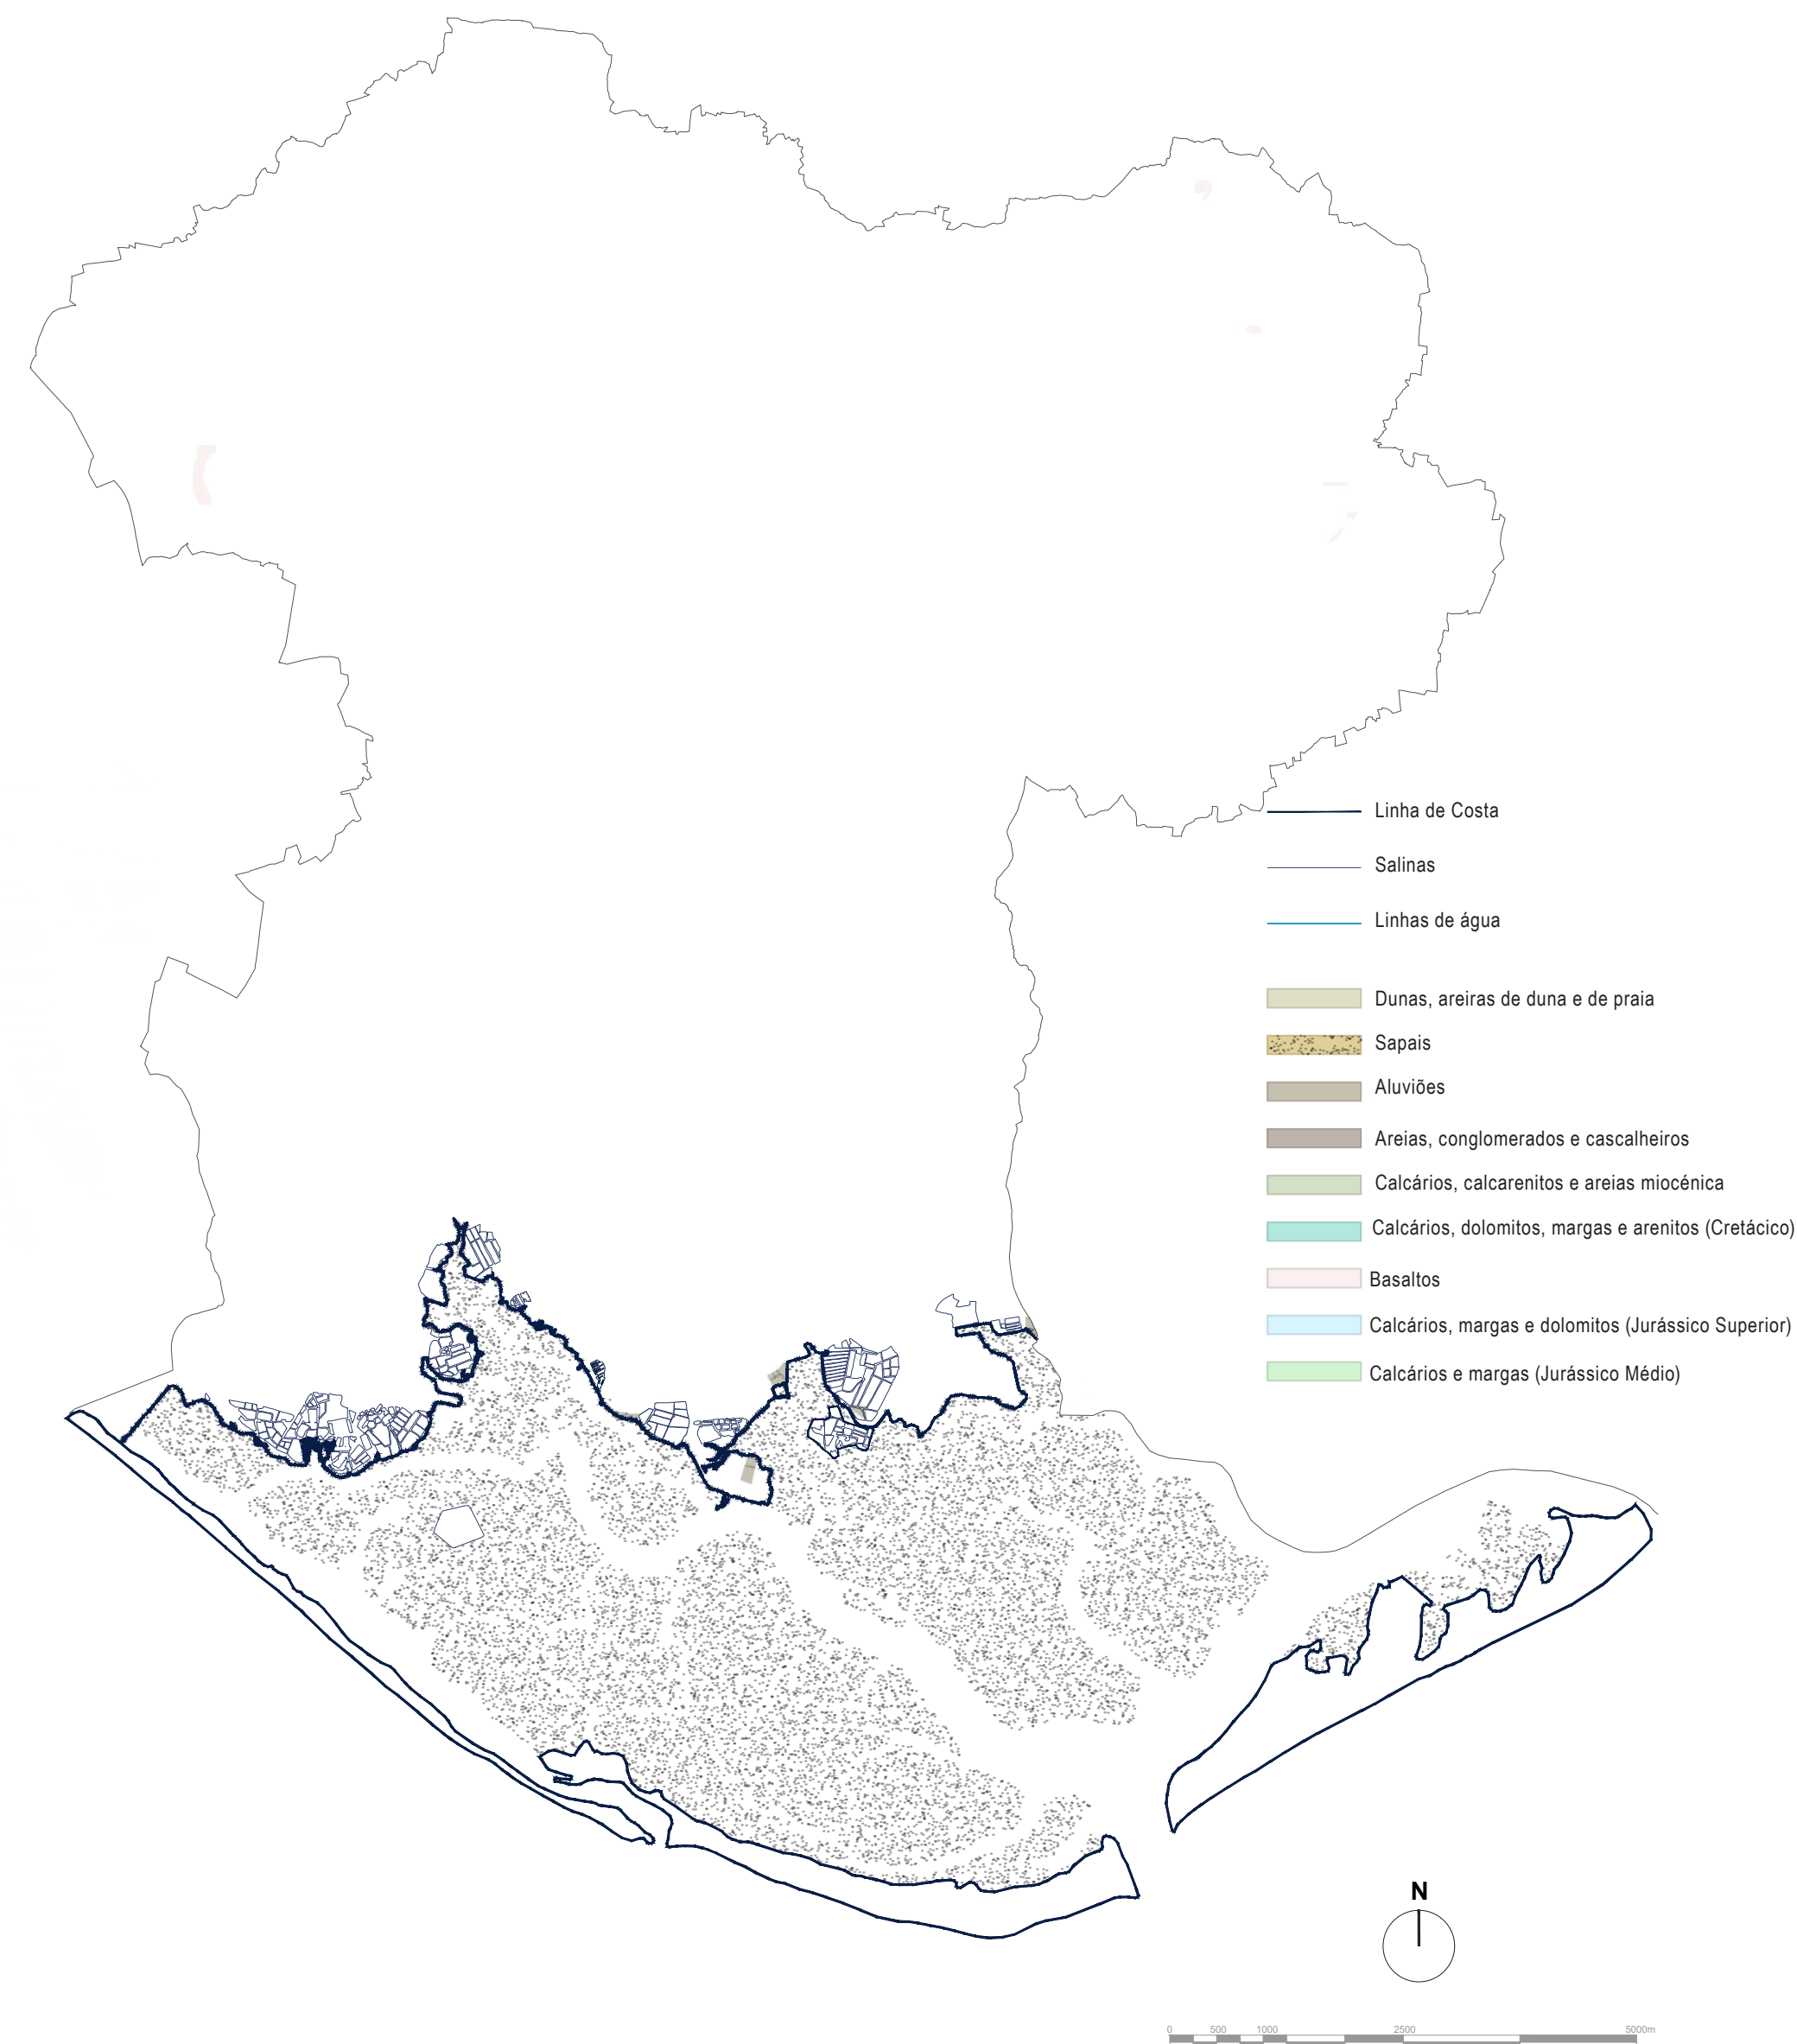 Linha de Costa
Salinas
Linhas de água
Dunas, areiras de duna e de praia
Sapais
Aluviões
Areias, conglomerados e cascalheiros
Calcários, calcarenitos e areias miocénica
Calcários, dolomitos, margas e arenitos (Cretácico)
Basaltos
Calcários, margas e dolomitos (Jurássico Superior)
Calcários e margas (Jurássico Médio)
N
0 500 1000 2500 5000m